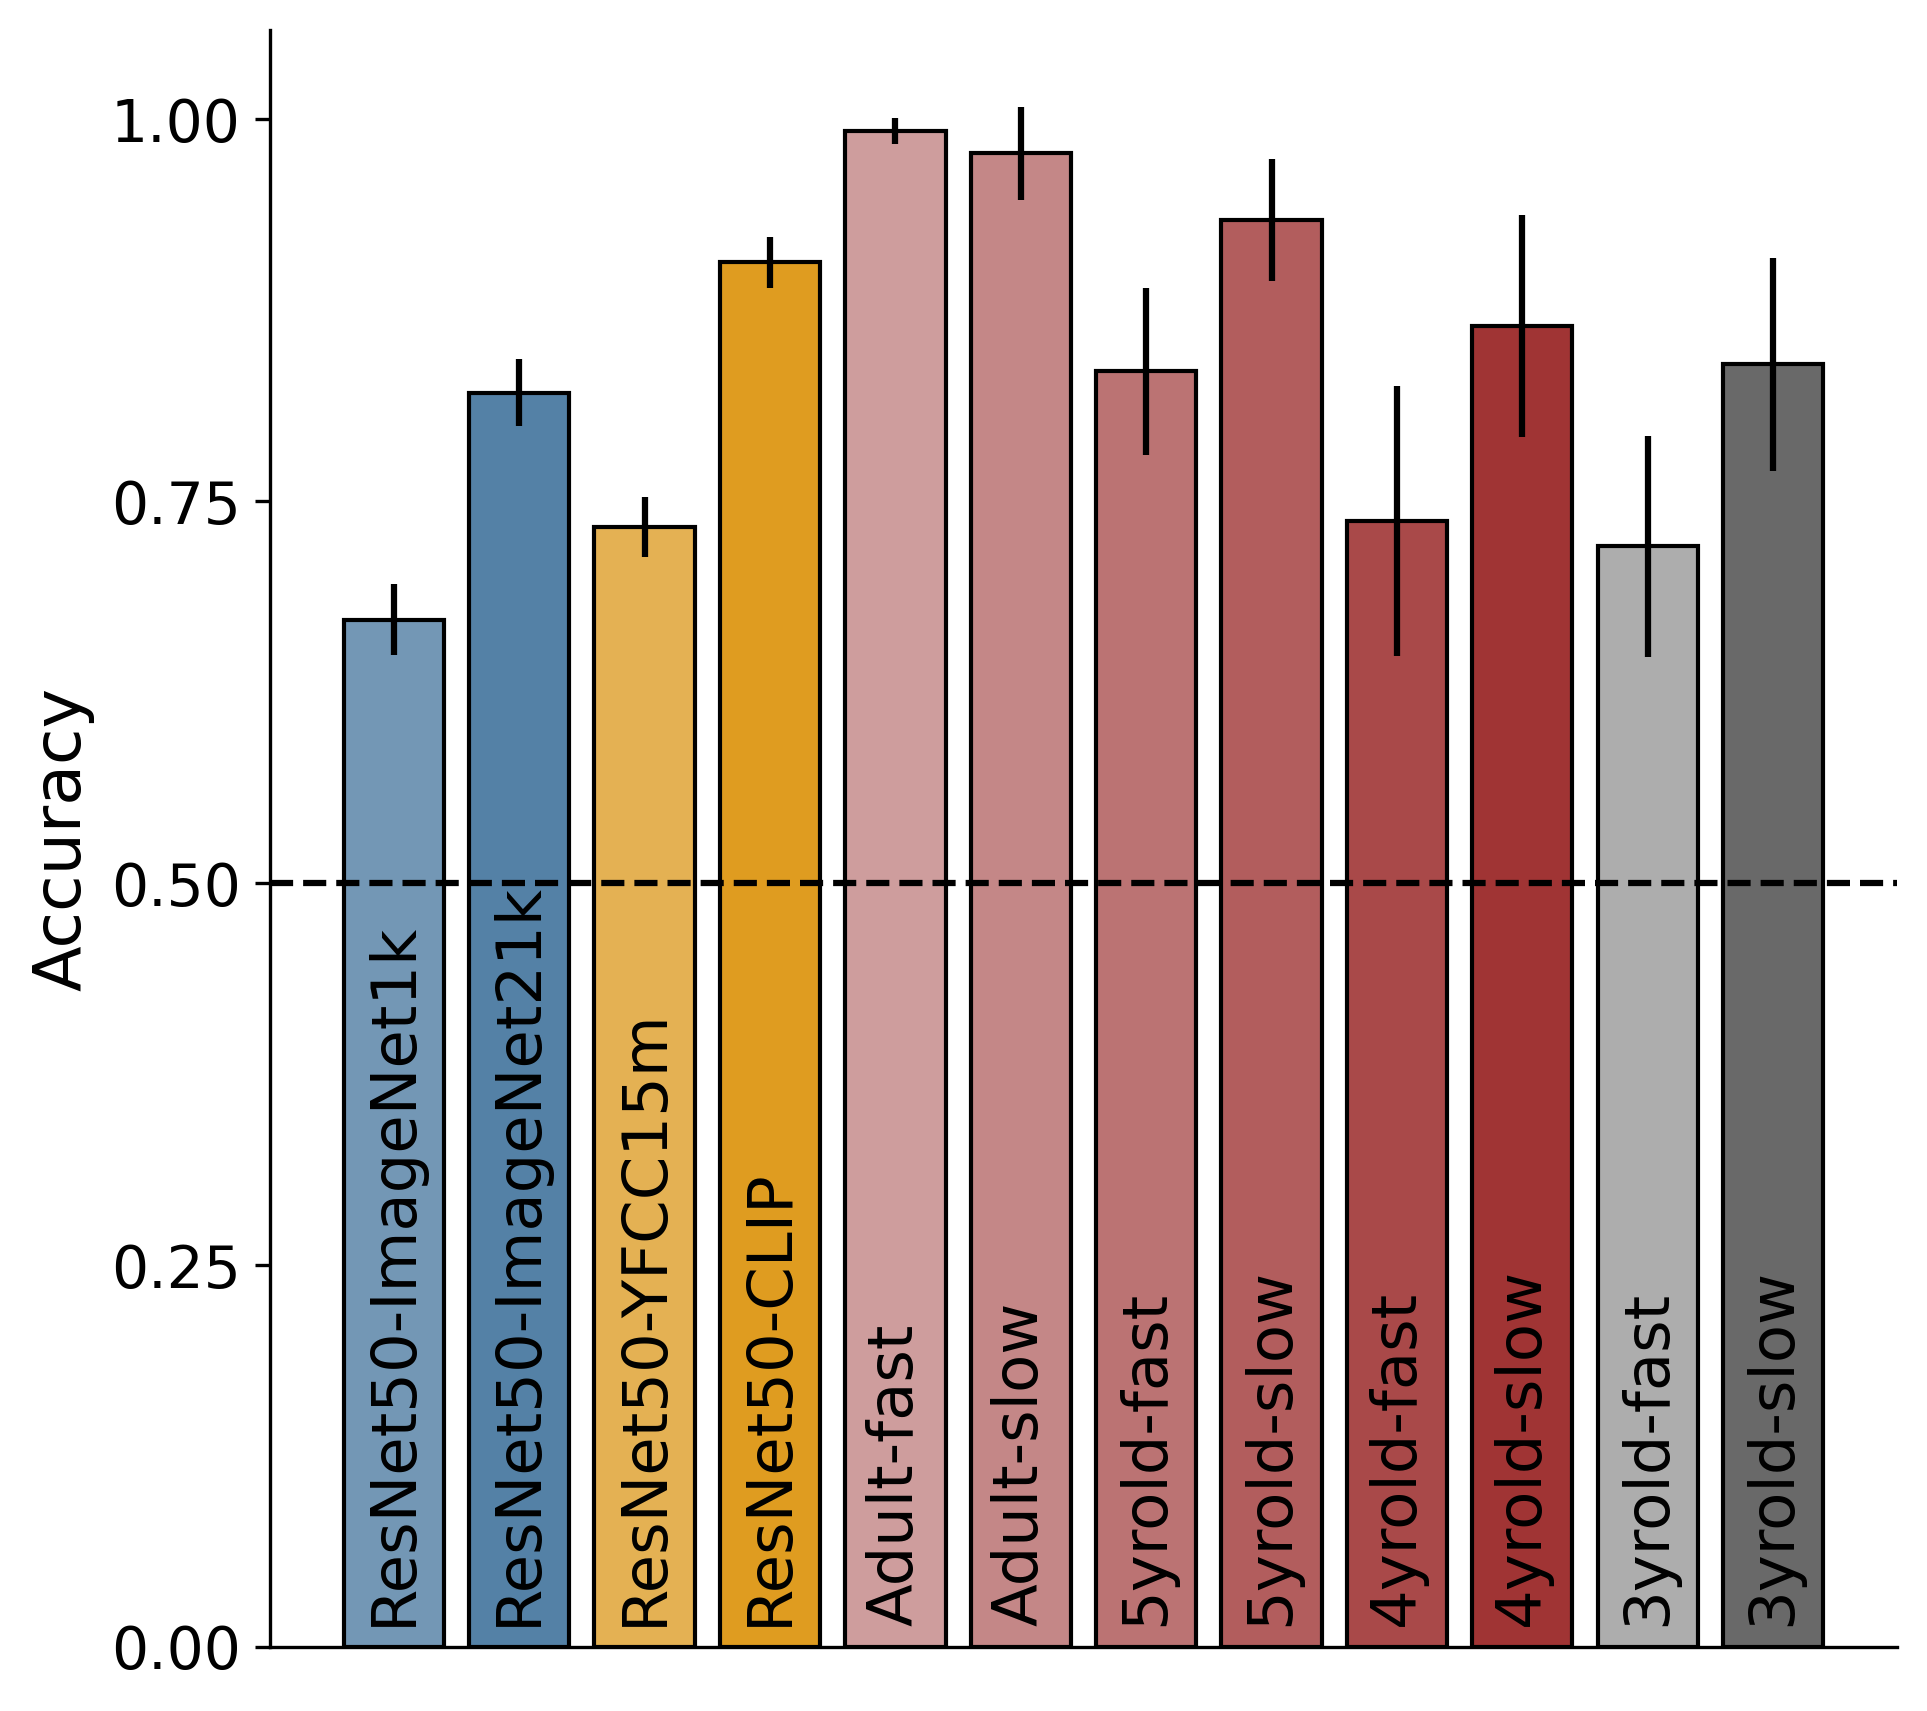 Accuracy
1.00
0.75
0.50
0.25
0.00
ResNet50-ImageNet1k
ResNet50-ImageNet21k
ResNet50-YFCC15m
ResNet50-CLIP
Adult-fast
Adult-slow
5yrold-fast
5yrold-slow
4yrold-fast
4yrold-slow
3yrold-fast
3yrold-slow